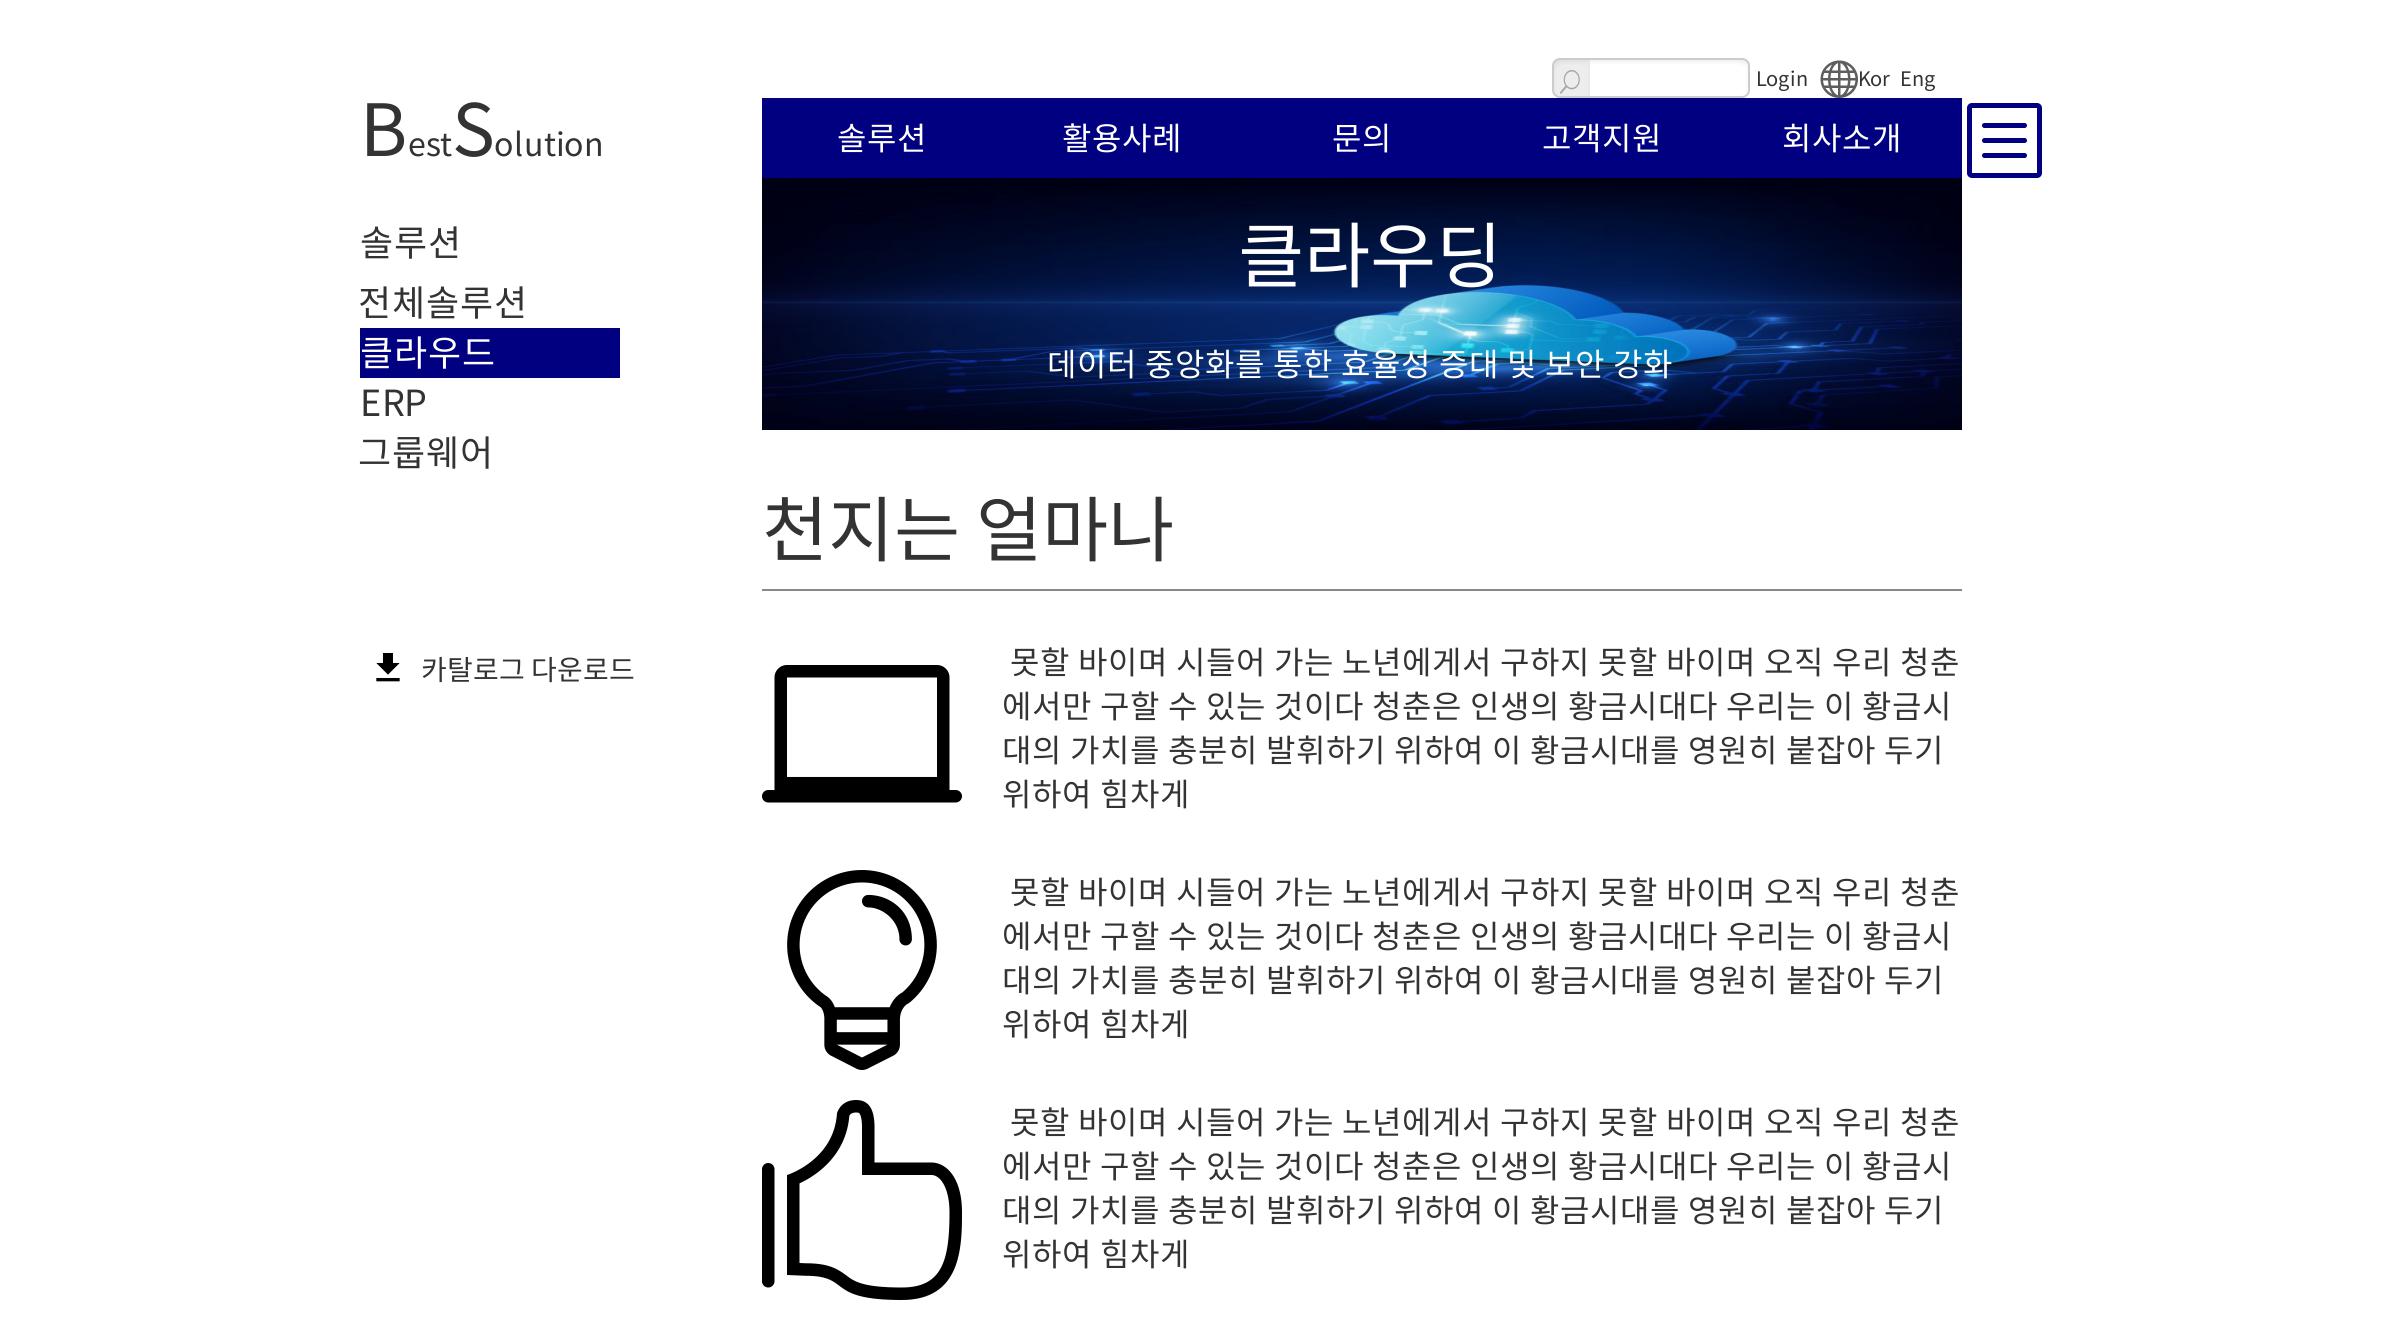 Login Kor Eng
BestSolution
솔루션 활용사례 문의 고객지원 회사소개
솔루션
전체솔루션
클라우드
ERP
그룹웨어
카탈로그 다운로드
클라우딩
데이터 중앙화를 통한 효율성 증대 및 보안 강화
천지는 얼마나
못할 바이며 시들어 가는 노년에게서 구하지 못할 바이며 오직 우리 청춘
에서만 구할 수 있는 것이다 청춘은 인생의 황금시대다 우리는 이 황금시
대의 가치를 충분히 발휘하기 위하여 이 황금시대를 영원히 붙잡아 두기
위하여 힘차게
못할 바이며 시들어 가는 노년에게서 구하지 못할 바이며 오직 우리 청춘
에서만 구할 수 있는 것이다 청춘은 인생의 황금시대다 우리는 이 황금시
대의 가치를 충분히 발휘하기 위하여 이 황금시대를 영원히 붙잡아 두기
위하여 힘차게
못할 바이며 시들어 가는 노년에게서 구하지 못할 바이며 오직 우리 청춘
에서만 구할 수 있는 것이다 청춘은 인생의 황금시대다 우리는 이 황금시
대의 가치를 충분히 발휘하기 위하여 이 황금시대를 영원히 붙잡아 두기
위하여 힘차게